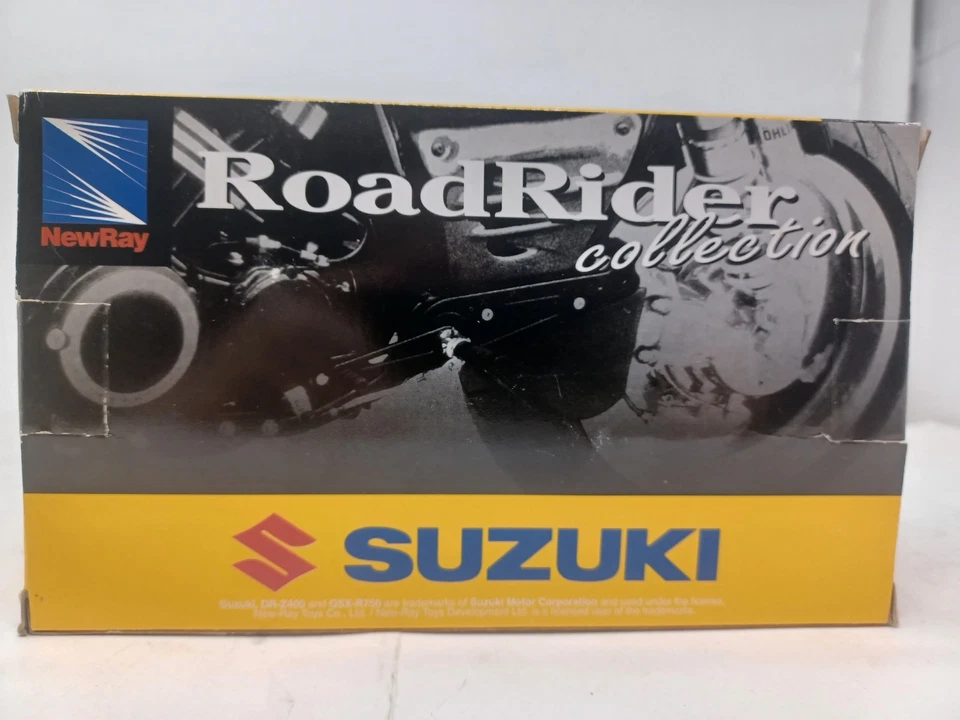 NewRay
RoadRider
collection
OHLI
SUZUKI
Suzuki, DR-Z400 and GSX-R750 are trademarks of Suzuki Motor Corporation and used under the license.
New-Ray Toys Co., Ltd. / New-Ray Toys Development Ltd. is a licensed user of the trademarks.